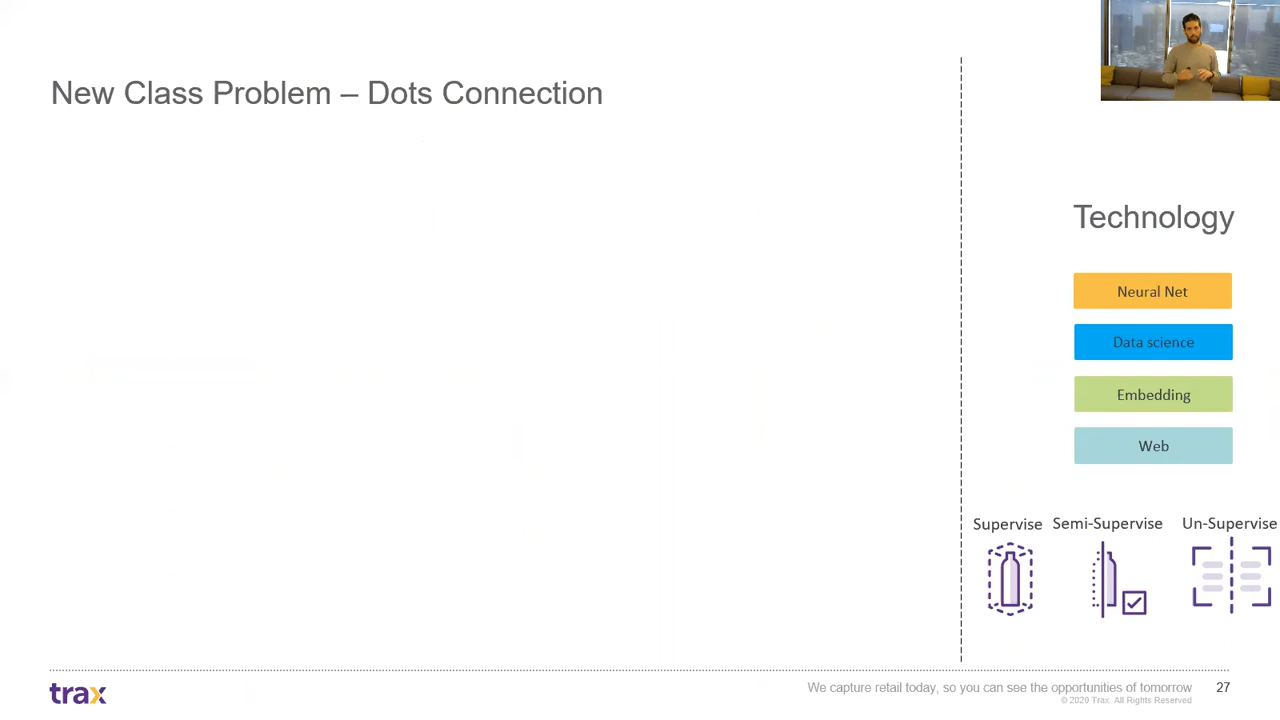 New Class Problem – Dots Connection
Technology
Neural Net
Data science
Embedding
Web
Supervise Semi-Supervise Un-Supervise
trax
We capture retail today, so you can see the opportunities of tomorrow 27
© 2020 Trax. All Rights Reserved